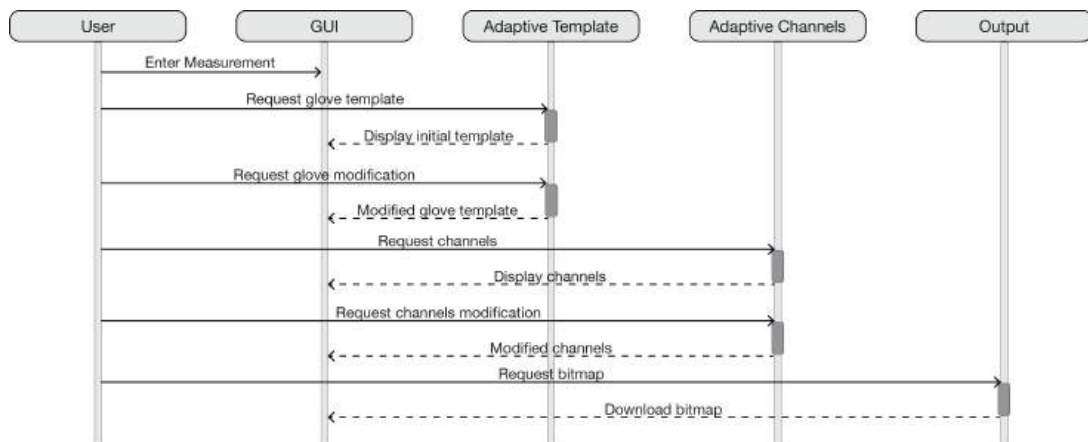 User
GUI
Adaptive Template
Adaptive Channels
Output
Enter Measurement
Request glove template
Display initial template
Request glove modification
Modified glove template
Request channels
Display channels
Request channels modification
Modified channels
Request bitmap
Download bitmap